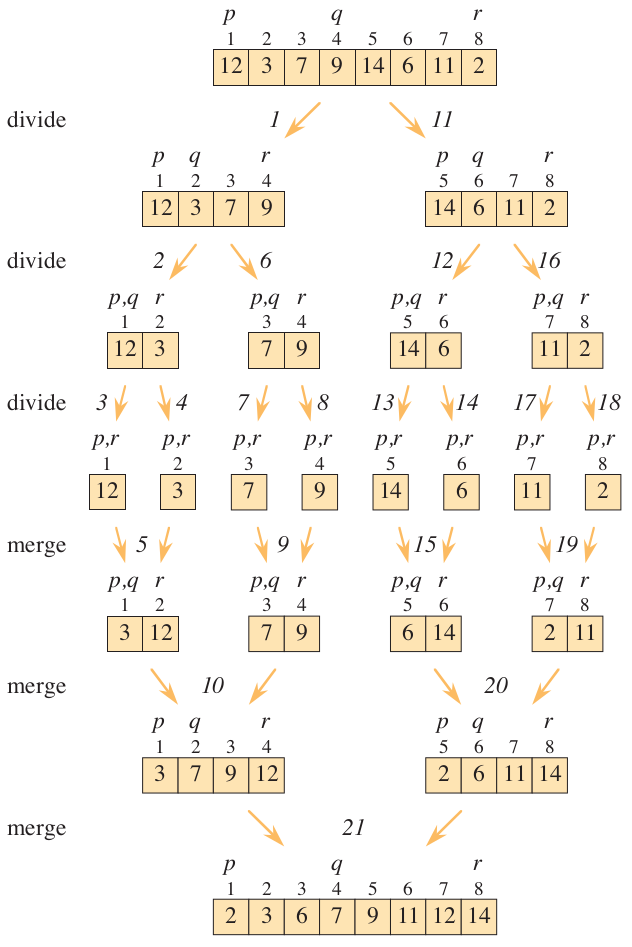 p q r
1 2 3 4 5 6 7 8
12 3 7 9 14 6 11 2
divide 1 11
p q r p q r
1 2 3 4 5 6 7 8
12 3 7 9 14 6 11 2
divide 2 6 12 16
p,q r p,q r p,q r p,q r
1 2 3 4 5 6 7 8
12 3 7 9 14 6 11 2
divide 3 4 7 8 13 14 17 18
p,r p,r p,r p,r p,r p,r p,r p,r
1 2 3 4 5 6 7 8
12 3 7 9 14 6 11 2
merge 5 9 15 19
p,q r p,q r p,q r p,q r
1 2 3 4 5 6 7 8
3 12 7 9 6 14 2 11
merge 10 20
p q r p q r
1 2 3 4 5 6 7 8
3 7 9 12 2 6 11 14
merge 21
p q r
1 2 3 4 5 6 7 8
2 3 6 7 9 11 12 14